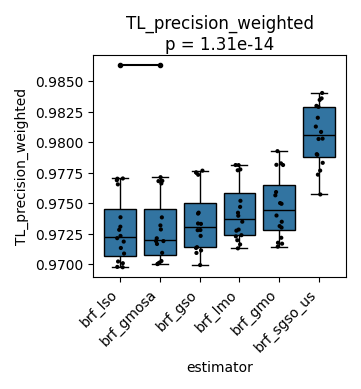 TL_precision_weighted
p = 1.31e-14
TL_precision_weighted
0.9850
0.9825
0.9800
0.9775
0.9750
0.9725
0.9700
brf_lso
brf_gmosa
brf_gso
brf_lmo
brf_gmo
brf_sgso_us
estimator